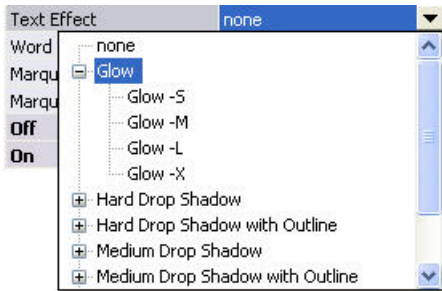 Text Effect none
Word
none
Marqu
Glow
Glow -S
Marqu
Glow -M
Off
Glow -L
On
Glow -X
Hard Drop Shadow
Hard Drop Shadow with Outline
Medium Drop Shadow
Medium Drop Shadow with Outline